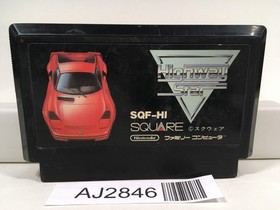 Highway
Star
SQF-HI
SQUARE ©スクウェア
Nintendo ファミリー コンピュータ
AJ2846